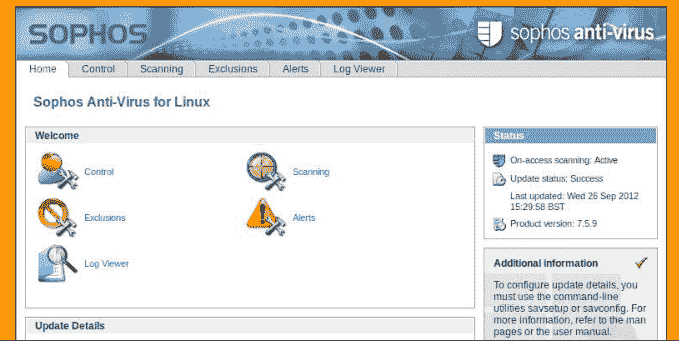 SOPHOS
sophos anti-virus
Home Control Scanning Exclusions Alerts Log Viewer
Sophos Anti-Virus for Linux
Welcome
Control
Scanning
Exclusions
Alerts
Log Viewer
Update Details
Status
On-access scanning: Active
Update status: Success
Last updated: Wed 26 Sep 2012
15:29:58 BST
Product version: 7.5.9
Additional information
To configure update details, you
must use the command-line
utilities savsetup or savconfig. For
more information, refer to the man
pages or the user manual.